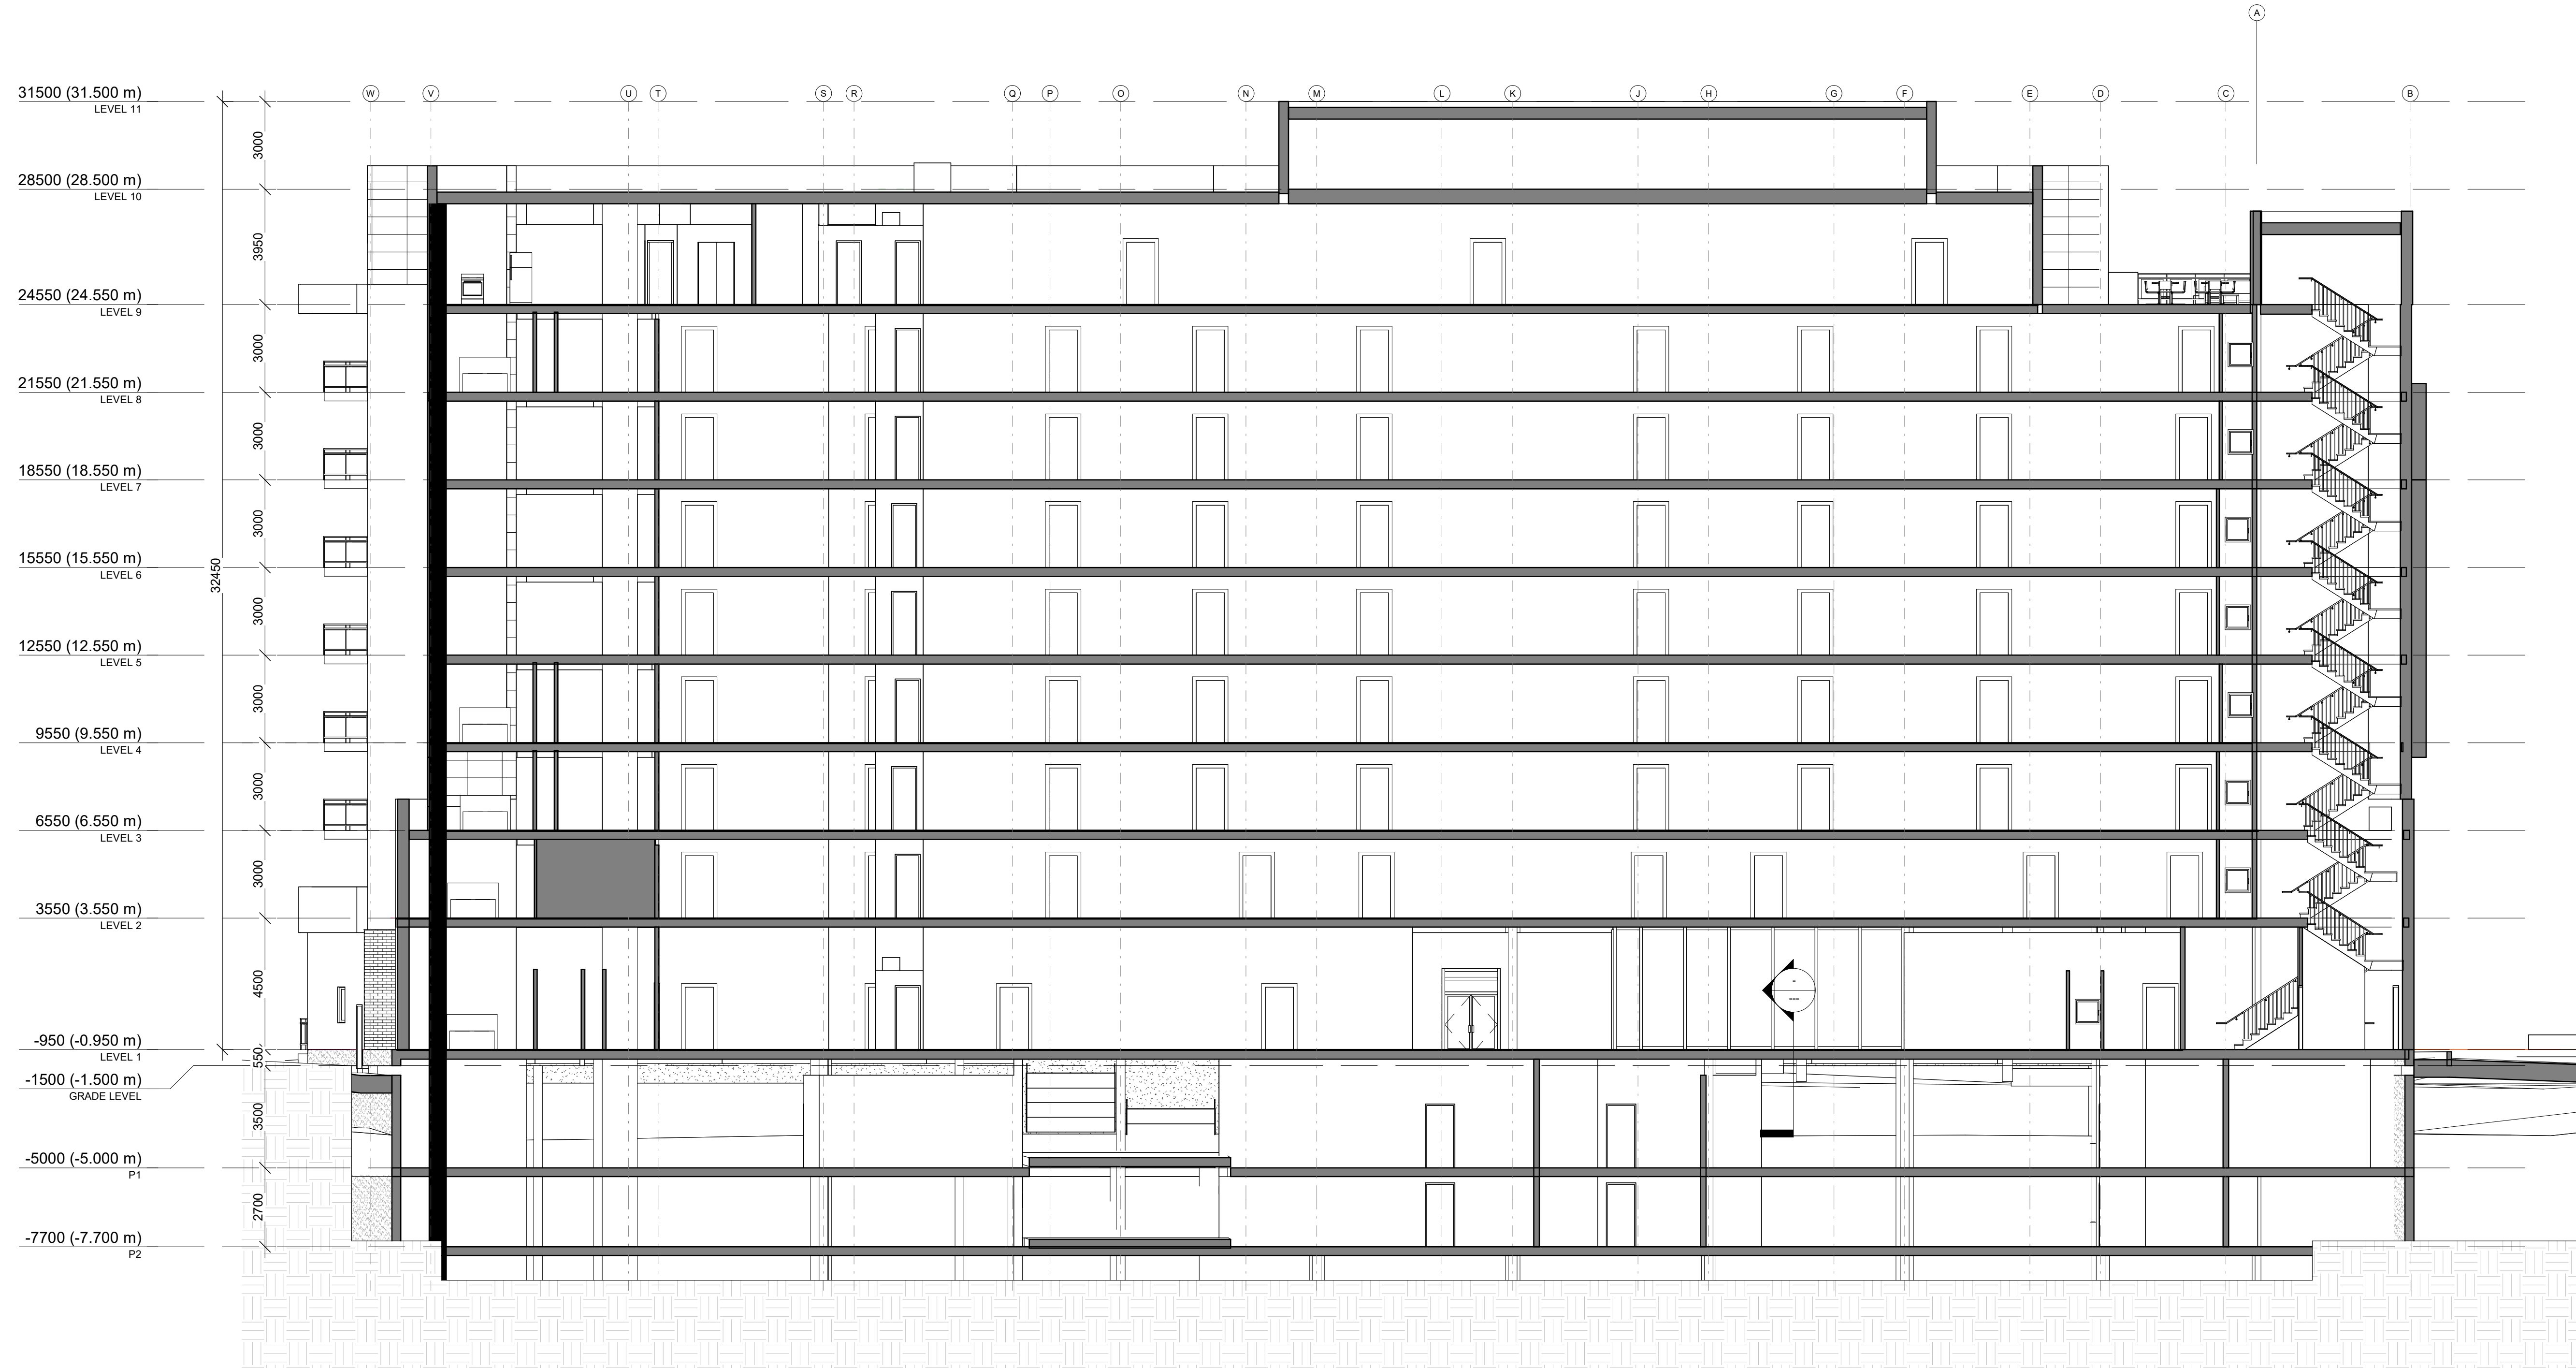 A
W V U T S R Q P O N M L K J H G F E D C B
31500 (31.500 m)
LEVEL 11
3000
28500 (28.500 m)
LEVEL 10
3950
24550 (24.550 m)
LEVEL 9
3000
21550 (21.550 m)
LEVEL 8
3000
18550 (18.550 m)
LEVEL 7
3000
15550 (15.550 m)
LEVEL 6
32450
3000
12550 (12.550 m)
LEVEL 5
3000
9550 (9.550 m)
LEVEL 4
3000
6550 (6.550 m)
LEVEL 3
3000
3550 (3.550 m)
LEVEL 2
4500
-
---
-950 (-0.950 m)
LEVEL 1
550
-1500 (-1.500 m)
GRADE LEVEL
3500
-5000 (-5.000 m)
P1
2700
-7700 (-7.700 m)
P2